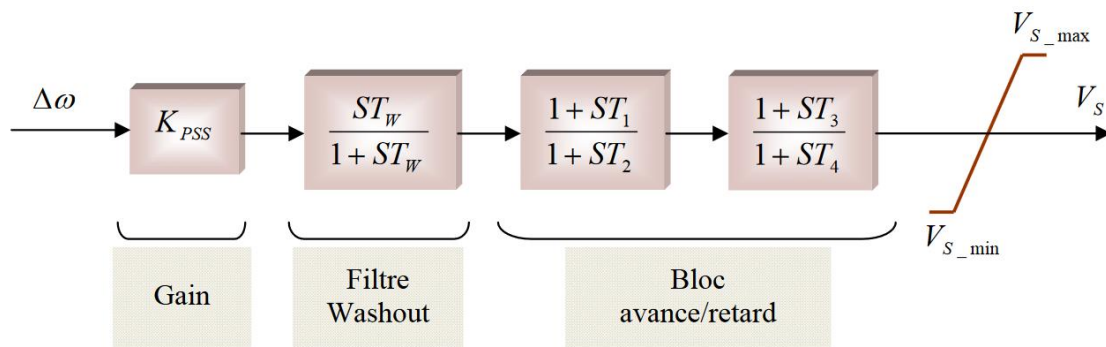 Δω
K_PSS
ST_W
1 + ST_W
1 + ST_1
1 + ST_2
1 + ST_3
1 + ST_4
V_S_max
V_S
V_S_min
Gain
Filtre
Washout
Bloc
avance/retard